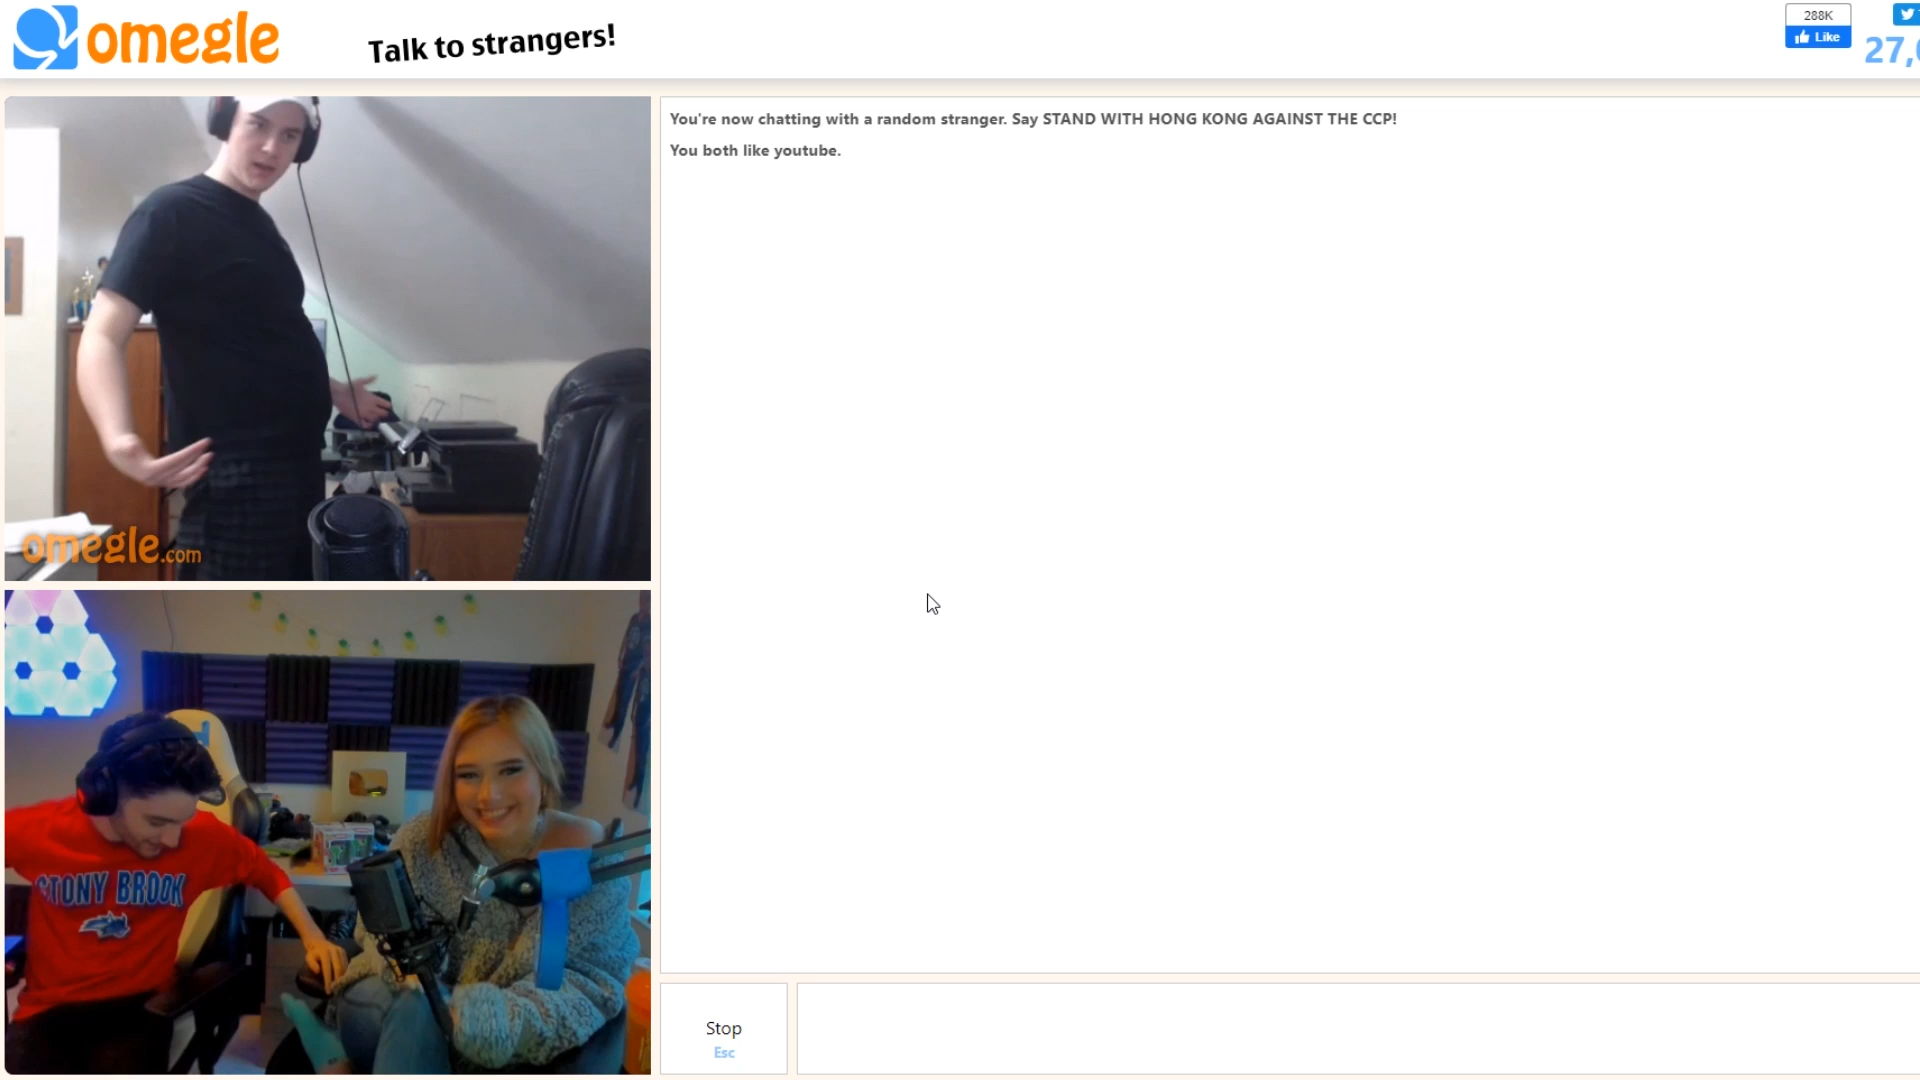 omegle
Talk to strangers!
288K
Like
27,
You're now chatting with a random stranger. Say STAND WITH HONG KONG AGAINST THE CCP!
You both like youtube.
omegle.com
STONY BROOK
Stop
Esc